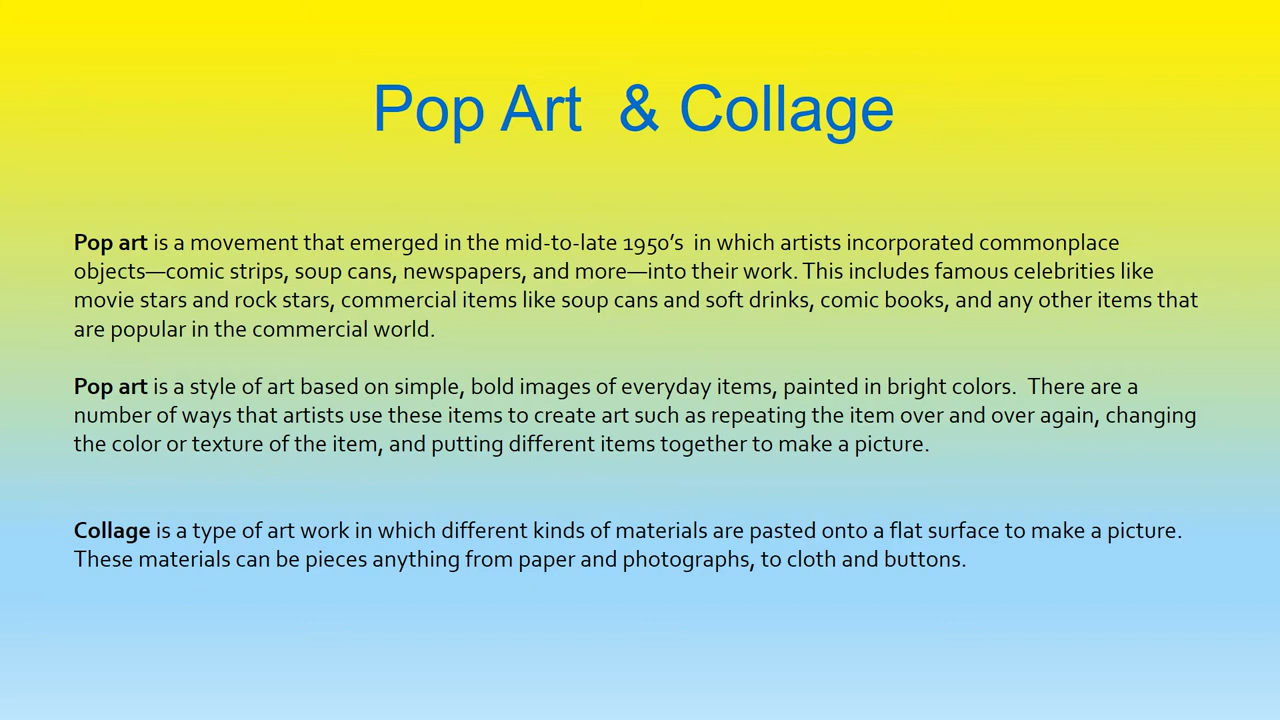 Pop Art  & Collage
Pop art is a movement that emerged in the mid-to-late 1950’s  in which artists incorporated commonplace
objects—comic strips, soup cans, newspapers, and more—into their work. This includes famous celebrities like
movie stars and rock stars, commercial items like soup cans and soft drinks, comic books, and any other items that
are popular in the commercial world.
Pop art is a style of art based on simple, bold images of everyday items, painted in bright colors.  There are a
number of ways that artists use these items to create art such as repeating the item over and over again, changing
the color or texture of the item, and putting different items together to make a picture.
Collage is a type of art work in which different kinds of materials are pasted onto a flat surface to make a picture.
These materials can be pieces anything from paper and photographs, to cloth and buttons.